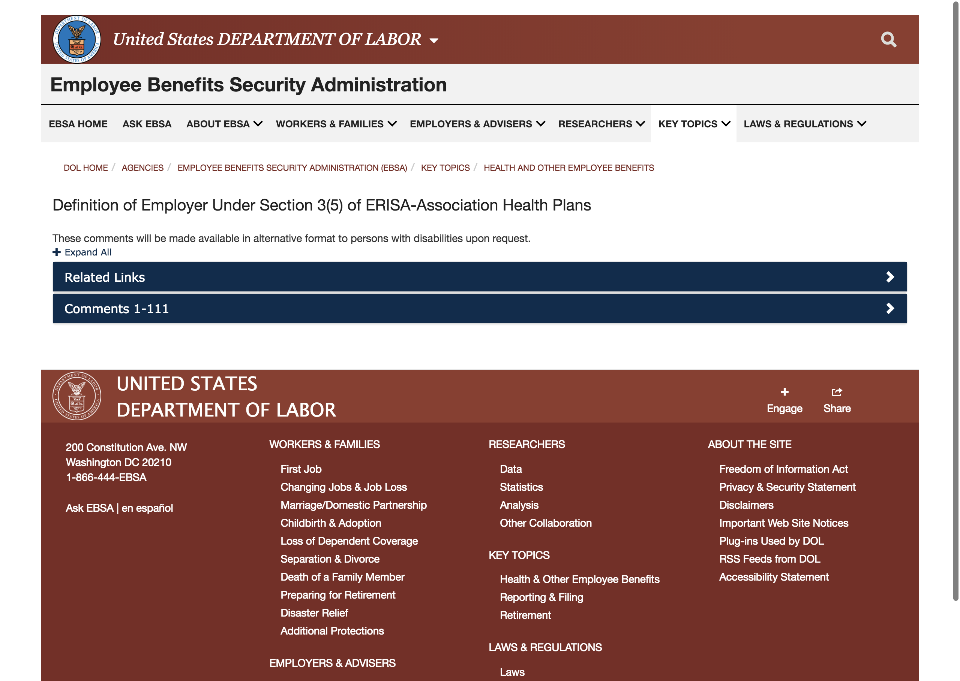 United States DEPARTMENT OF LABOR
Employee Benefits Security Administration
EBSA HOME ASK EBSA ABOUT EBSA WORKERS & FAMILIES EMPLOYERS & ADVISERS RESEARCHERS KEY TOPICS LAWS & REGULATIONS
DOL HOME / AGENCIES / EMPLOYEE BENEFITS SECURITY ADMINISTRATION (EBSA) / KEY TOPICS / HEALTH AND OTHER EMPLOYEE BENEFITS
Definition of Employer Under Section 3(5) of ERISA-Association Health Plans
These comments will be made available in alternative format to persons with disabilities upon request.
Expand All
Related Links
Comments 1-111
UNITED STATES
DEPARTMENT OF LABOR
Engage Share
200 Constitution Ave. NW
Washington DC 20210
1-866-444-EBSA
Ask EBSA | en español
WORKERS & FAMILIES
First Job
Changing Jobs & Job Loss
Marriage/Domestic Partnership
Childbirth & Adoption
Loss of Dependent Coverage
Separation & Divorce
Death of a Family Member
Preparing for Retirement
Disaster Relief
Additional Protections
EMPLOYERS & ADVISERS
RESEARCHERS
Data
Statistics
Analysis
Other Collaboration
KEY TOPICS
Health & Other Employee Benefits
Reporting & Filing
Retirement
LAWS & REGULATIONS
Laws
ABOUT THE SITE
Freedom of Information Act
Privacy & Security Statement
Disclaimers
Important Web Site Notices
Plug-ins Used by DOL
RSS Feeds from DOL
Accessibility Statement